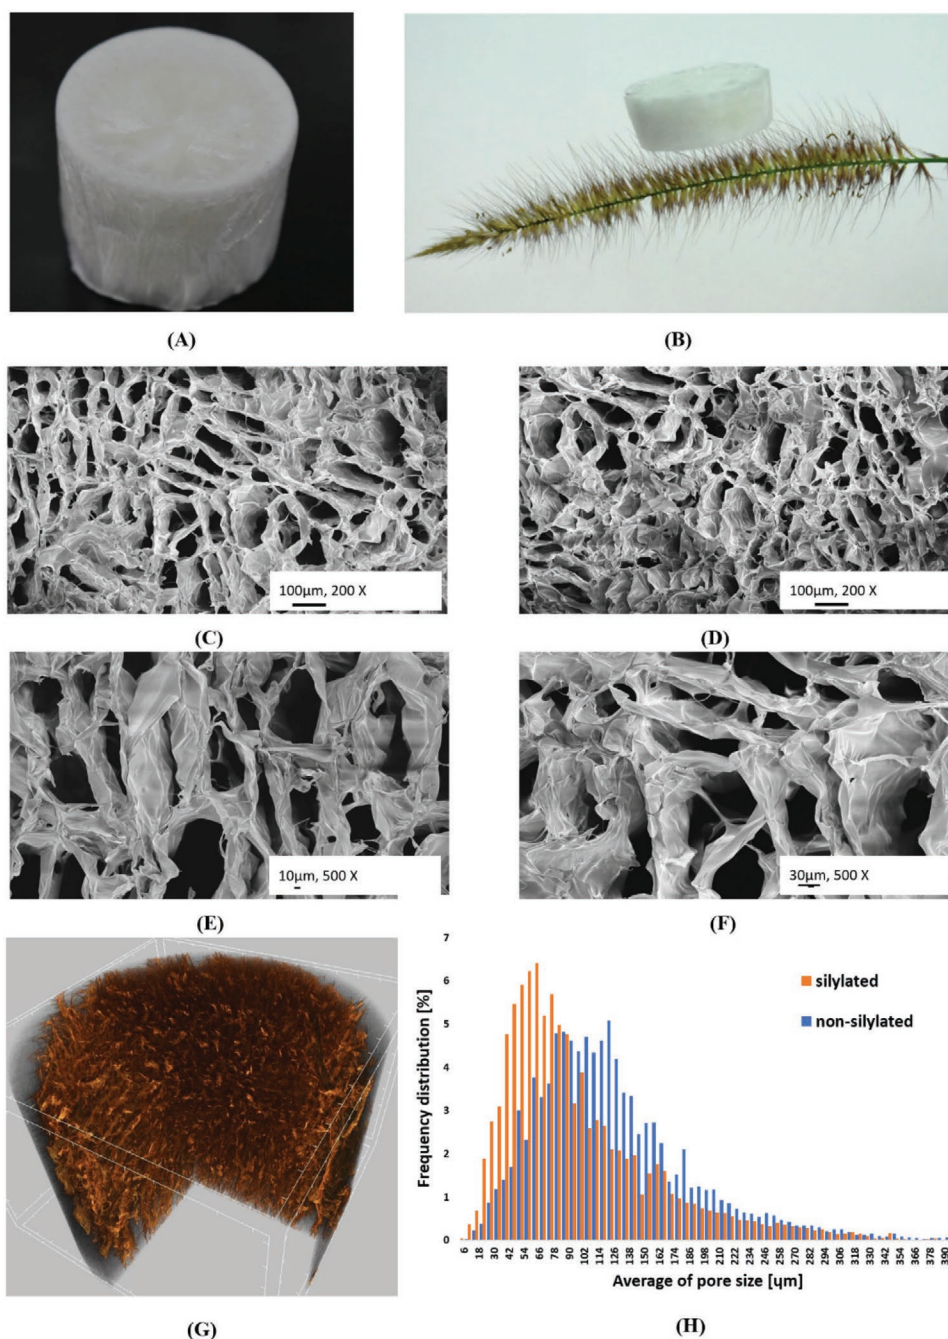 (A)
(B)
100µm, 200 X
100µm, 200 X
(C)
(D)
10µm, 500 X
30µm, 500 X
(E)
(F)
7
6
5
4
3
2
1
0
Frequency distribution [%]
silylated
non-silylated
6 18 30 42 54 66 78 90 102 114 126 138 150 162 174 186 198 210 222 234 246 258 270 282 294 306 318 330 342 354 366 378 390
Average of pore size [ųm]
(G)
(H)